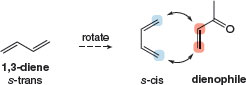 rotate
O
1,3-diene
s-trans
s-cis
dienophile